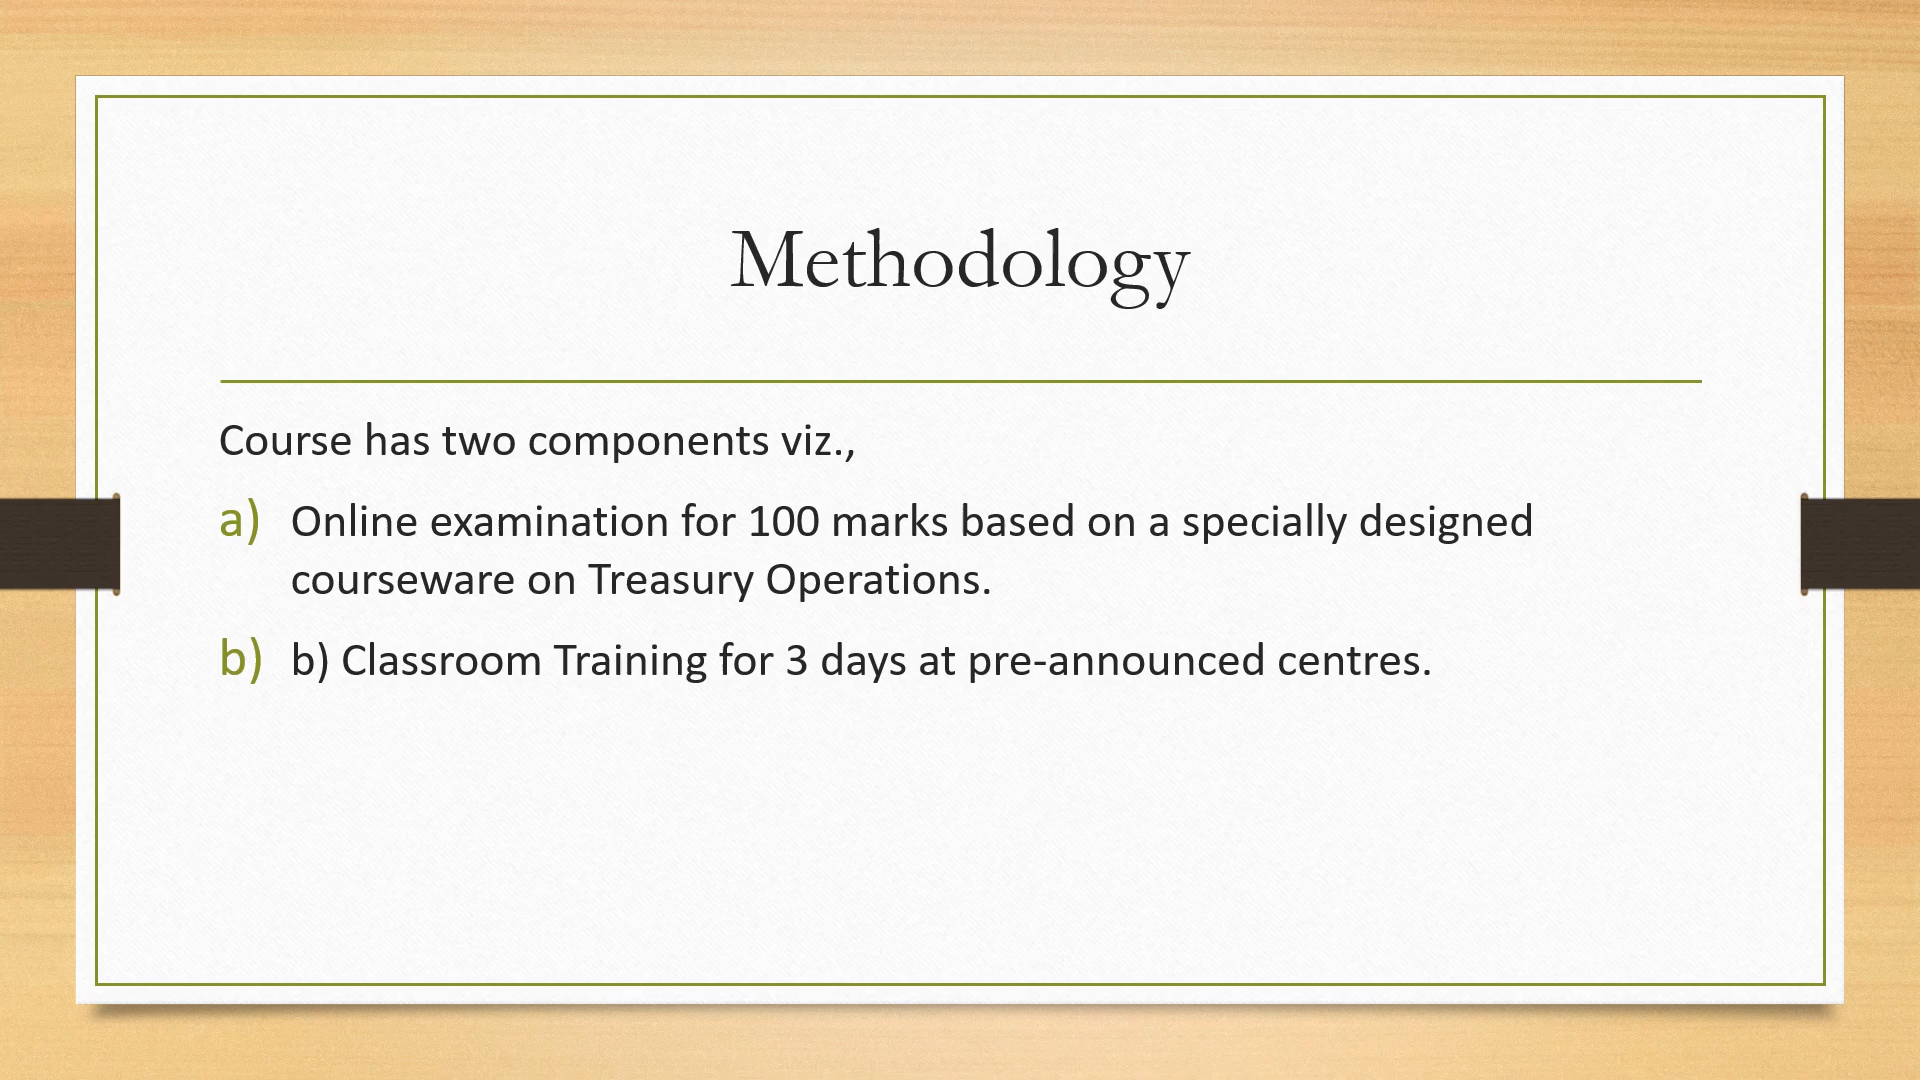 Methodology
Course has two components viz.,
a) Online examination for 100 marks based on a specially designed
courseware on Treasury Operations.
b) b) Classroom Training for 3 days at pre-announced centres.